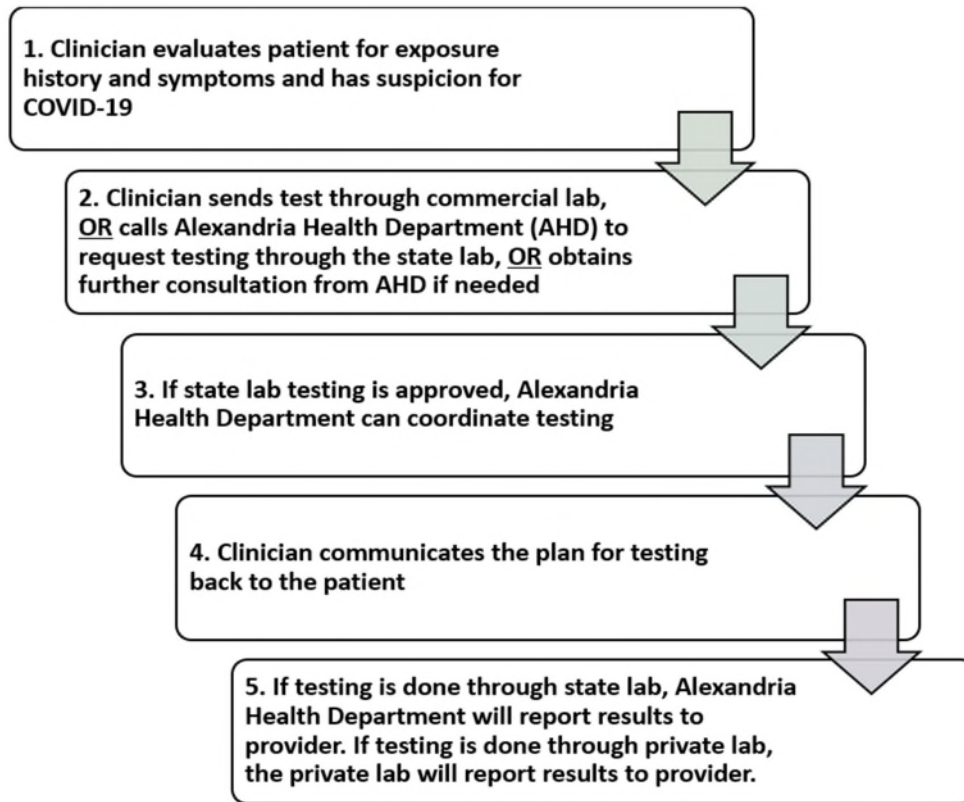 1. Clinician evaluates patient for exposure
history and symptoms and has suspicion for
COVID-19
2. Clinician sends test through commercial lab,
OR calls Alexandria Health Department (AHD) to
request testing through the state lab, OR obtains
further consultation from AHD if needed
3. If state lab testing is approved, Alexandria
Health Department can coordinate testing
4. Clinician communicates the plan for testing
back to the patient
5. If testing is done through state lab, Alexandria
Health Department will report results to
provider. If testing is done through private lab,
the private lab will report results to provider.